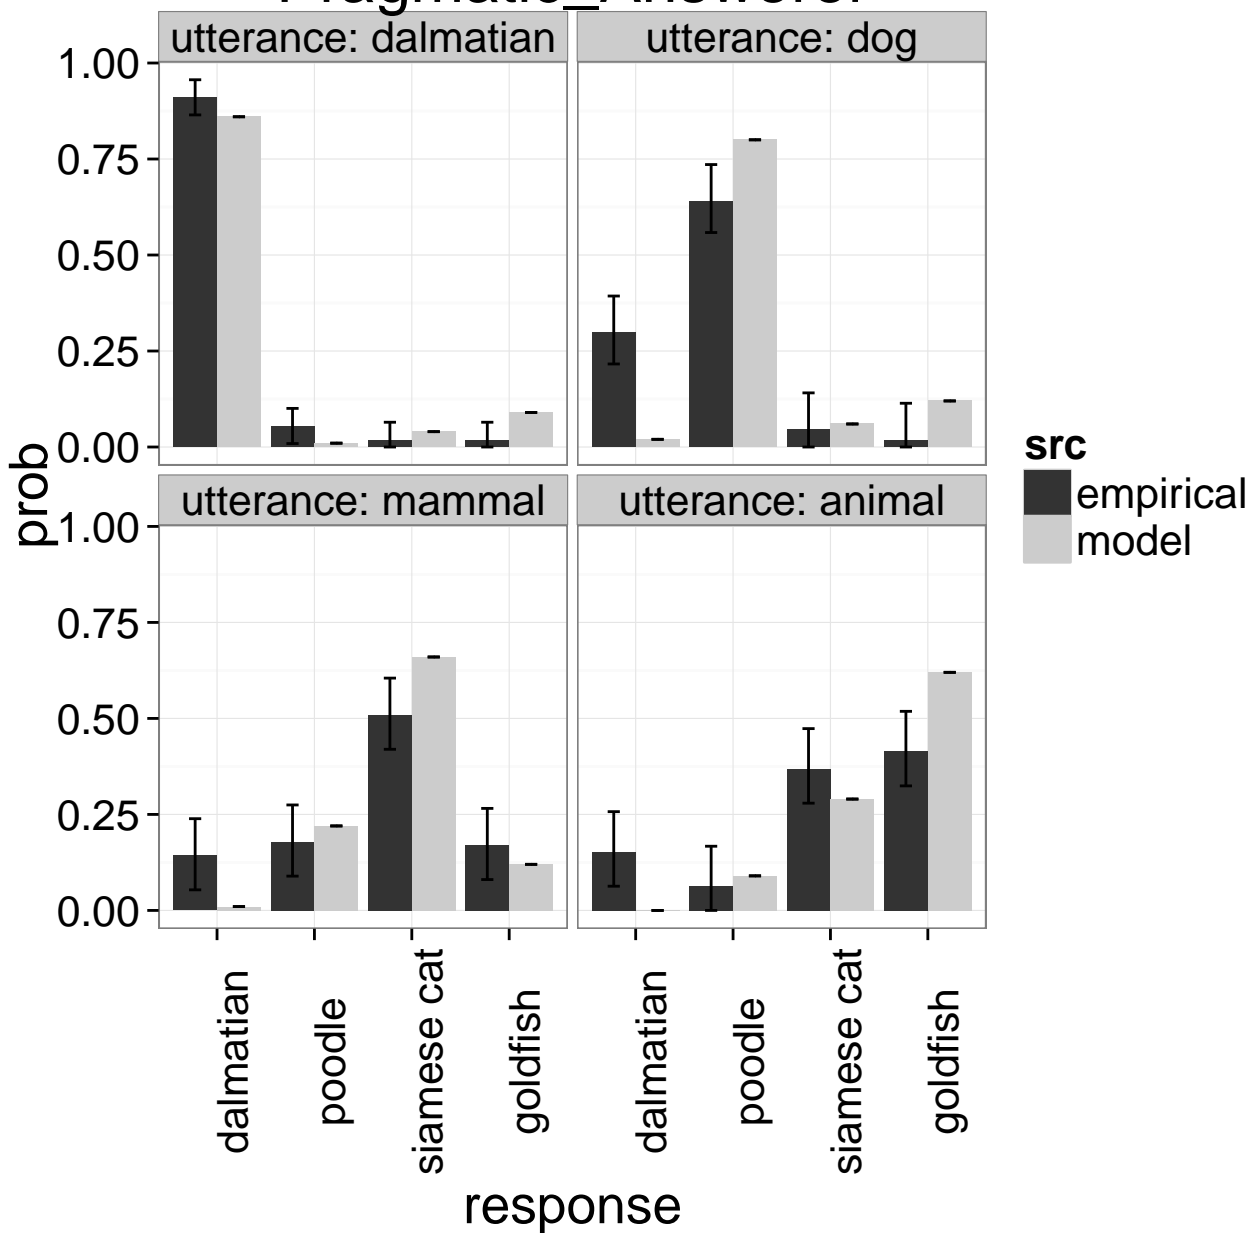 Pragmatic_Answerer
utterance: dalmatian
utterance: dog
1.00
0.75
0.50
0.25
0.00
utterance: mammal
utterance: animal
1.00
0.75
0.50
0.25
0.00
prob
dalmatian
poodle
siamese cat
goldfish
dalmatian
poodle
siamese cat
goldfish
response
src
empirical
model